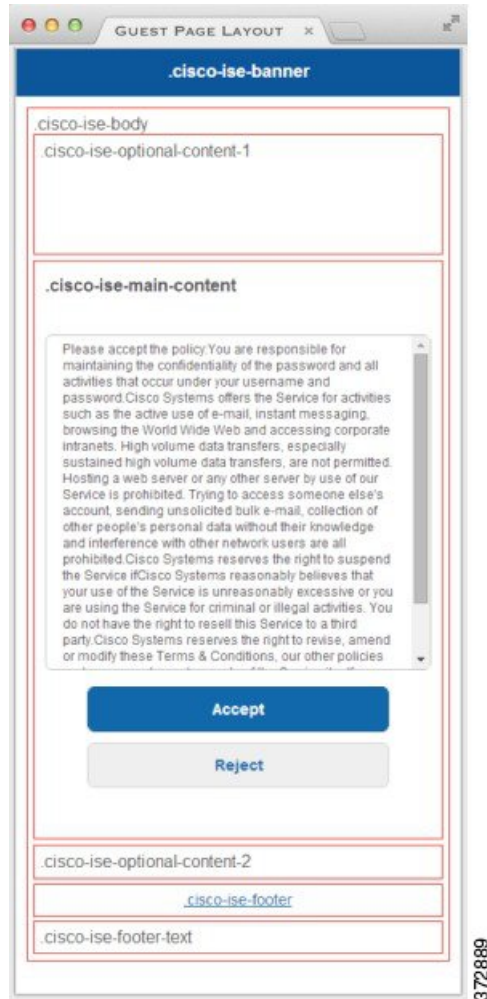 GUEST PAGE LAYOUT
.cisco-ise-banner
.cisco-ise-body
.cisco-ise-optional-content-1
.cisco-ise-main-content
Please accept the policy:You are responsible for
maintaining the confidentiality of the password and all
activities that occur under your username and
password.Cisco Systems offers the Service for activities
such as the active use of e-mail, instant messaging,
browsing the World Wide Web and accessing corporate
intranets. High volume data transfers, especially
sustained high volume data transfers, are not permitted.
Hosting a web server or any other server by use of our
Service is prohibited. Trying to access someone else's
account, sending unsolicited bulk e-mail, collection of
other people's personal data without their knowledge
and interference with other network users are all
prohibited.Cisco Systems reserves the right to suspend
the Service ifCisco Systems reasonably believes that
your use of the Service is unreasonably excessive or you
are using the Service for criminal or illegal activities. You
do not have the right to resell this Service to a third
party.Cisco Systems reserves the right to revise, amend
or modify these Terms & Conditions, our other policies
Accept
Reject
.cisco-ise-optional-content-2
.cisco-ise-footer
.cisco-ise-footer-text
372889